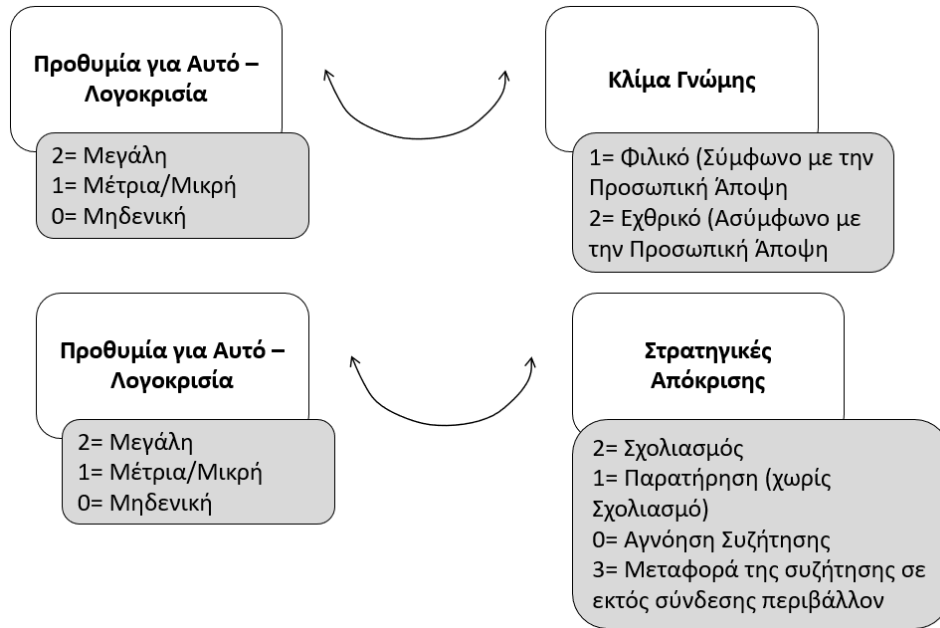 Προθυμία για Αυτό –
Λογοκρισία
2= Μεγάλη
1= Μέτρια/Μικρή
0= Μηδενική
Κλίμα Γνώμης
1= Φιλικό (Σύμφωνο με την
Προσωπική Άποψη
2= Εχθρικό (Ασύμφωνο με
την Προσωπική Άποψη
Προθυμία για Αυτό –
Λογοκρισία
2= Μεγάλη
1= Μέτρια/Μικρή
0= Μηδενική
Στρατηγικές
Απόκρισης
2= Σχολιασμός
1= Παρατήρηση (χωρίς
Σχολιασμό)
0= Αγνόηση Συζήτησης
3= Μεταφορά της συζήτησης σε
εκτός σύνδεσης περιβάλλον